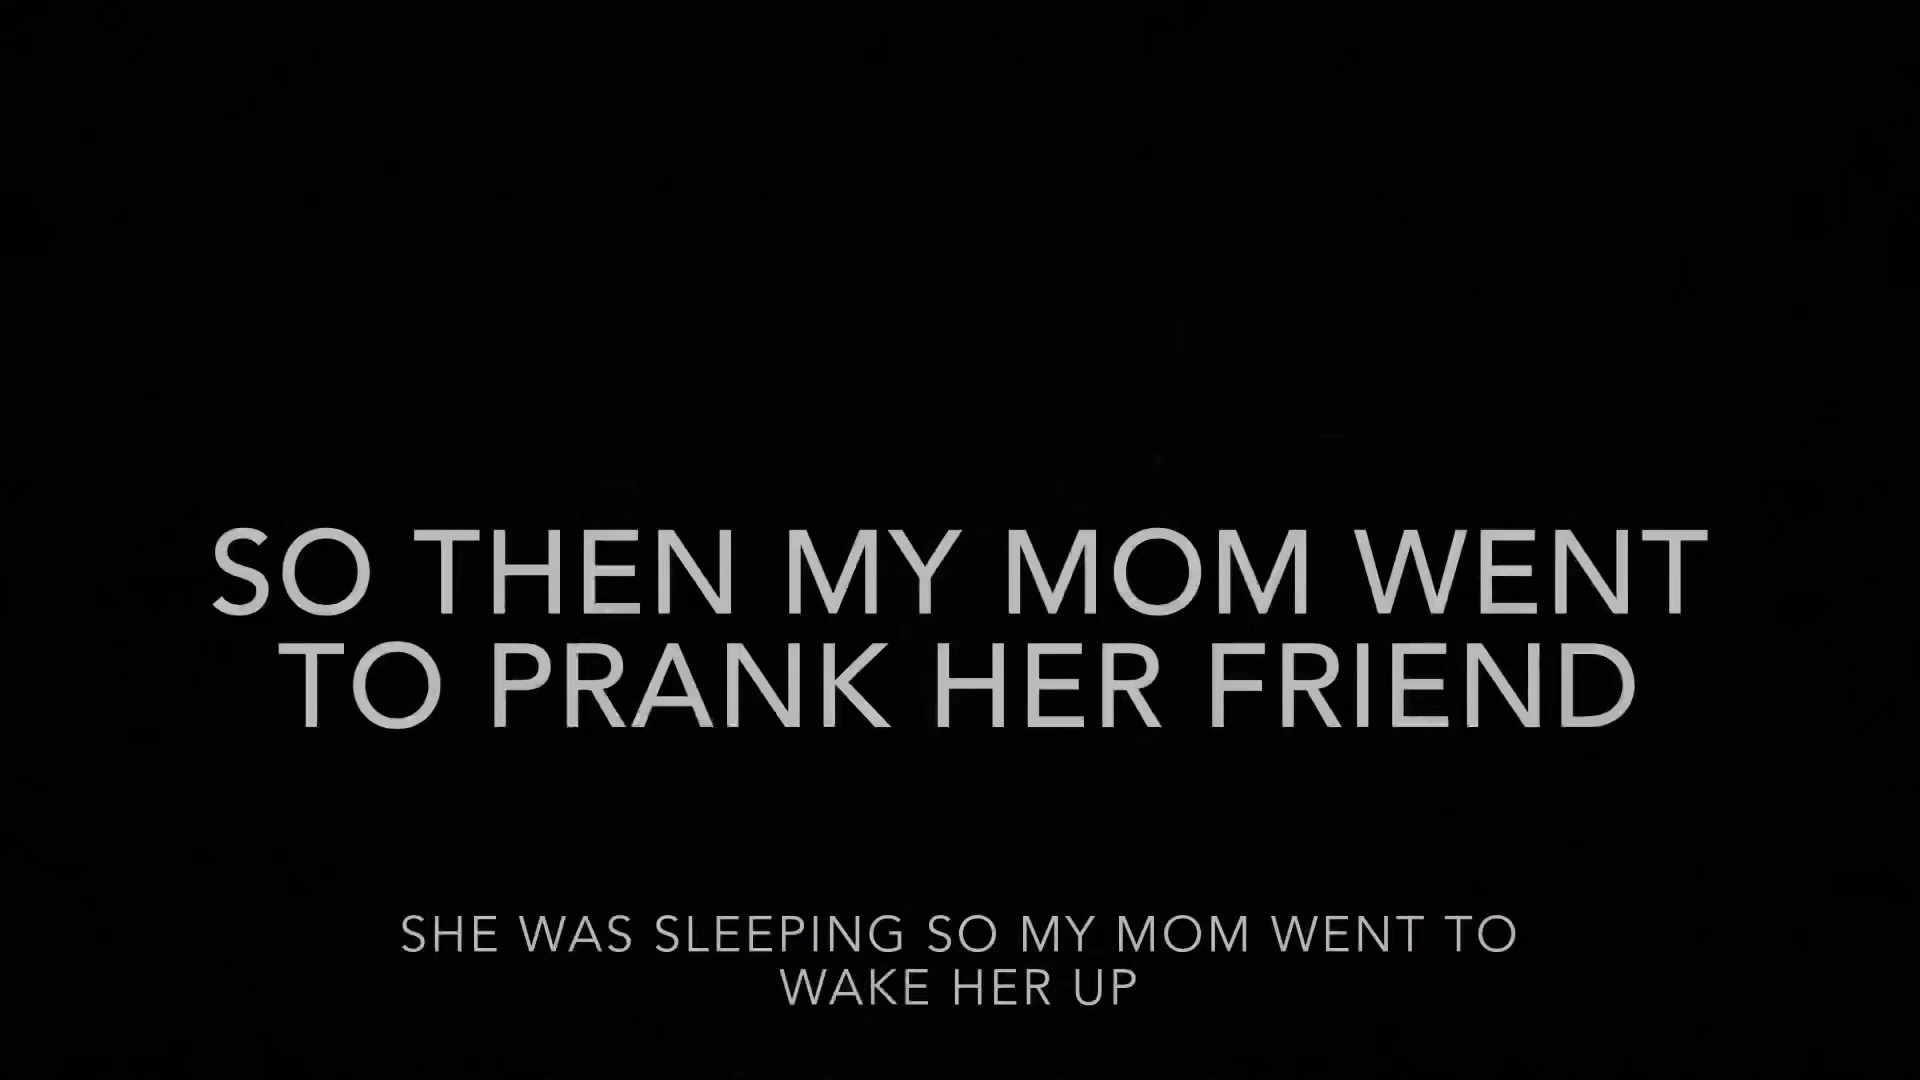 SO THEN MY MOM WENT
TO PRANK HER FRIEND
SHE WAS SLEEPING SO MY MOM WENT TO
WAKE HER UP